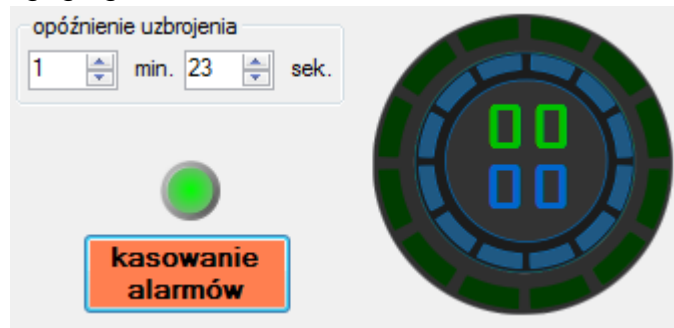 opóźnienie uzbrojenia
1 min. 23 sek.
00
00
kasowanie
alarmów